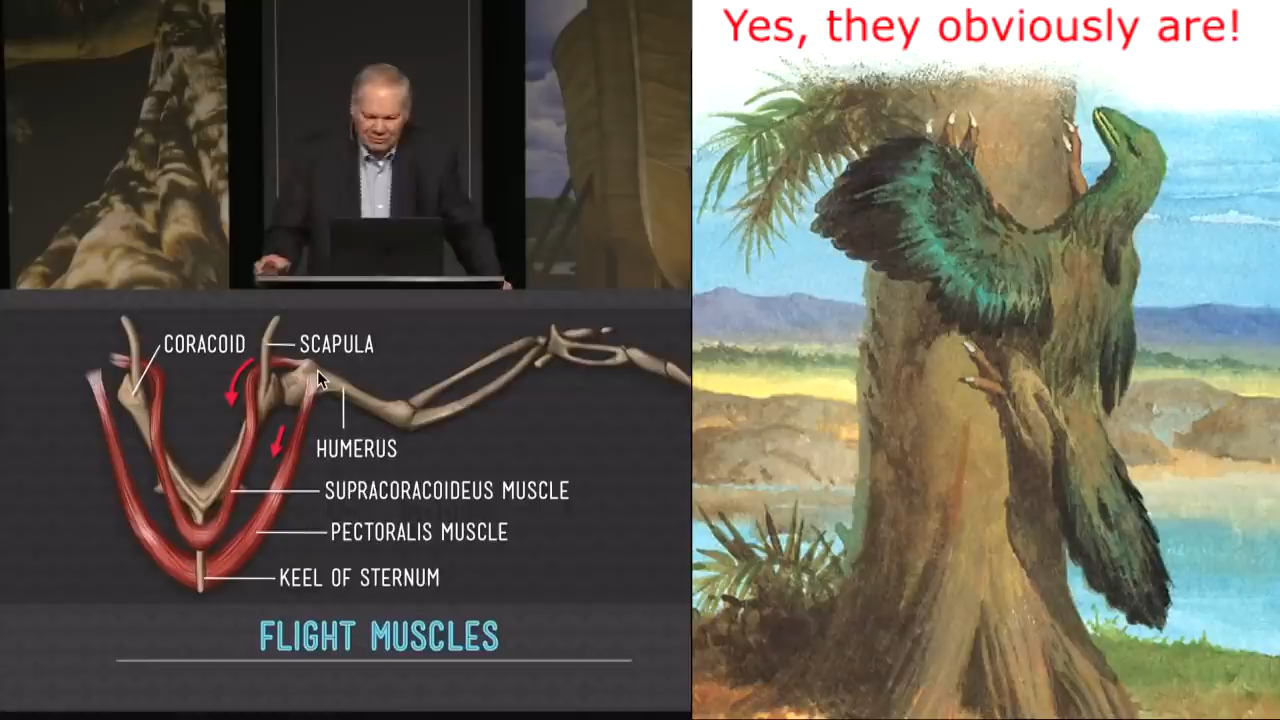 Yes, they obviously are!
CORACOID
SCAPULA
HUMERUS
SUPRACORACOIDEUS MUSCLE
PECTORALIS MUSCLE
KEEL OF STERNUM
FLIGHT MUSCLES